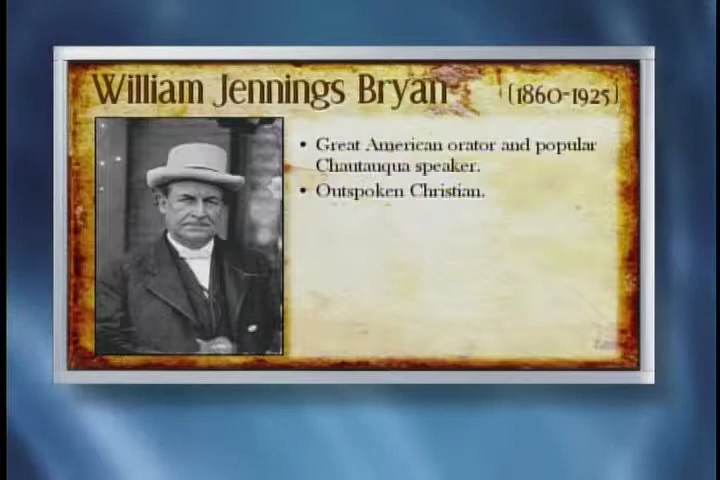 William Jennings Bryan (1860-1925)
• Great American orator and popular
Chautauqua speaker.
• Outspoken Christian.